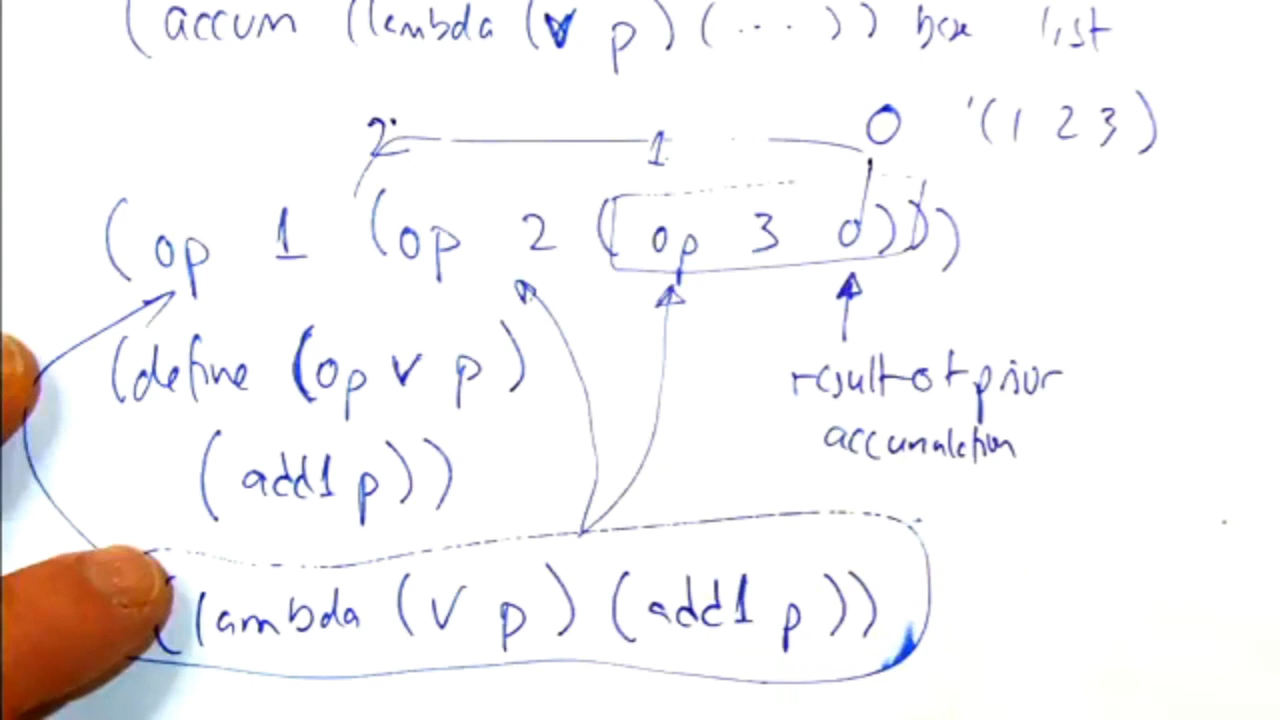 (accum (lambda (v p) (...)) base list
2 1 0 '(1 2 3)
(op 1 (op 2 (op 3 0)))
(define (op v p)
result of prior
(add1 p))
accumulation
(lambda (v p) (add1 p))